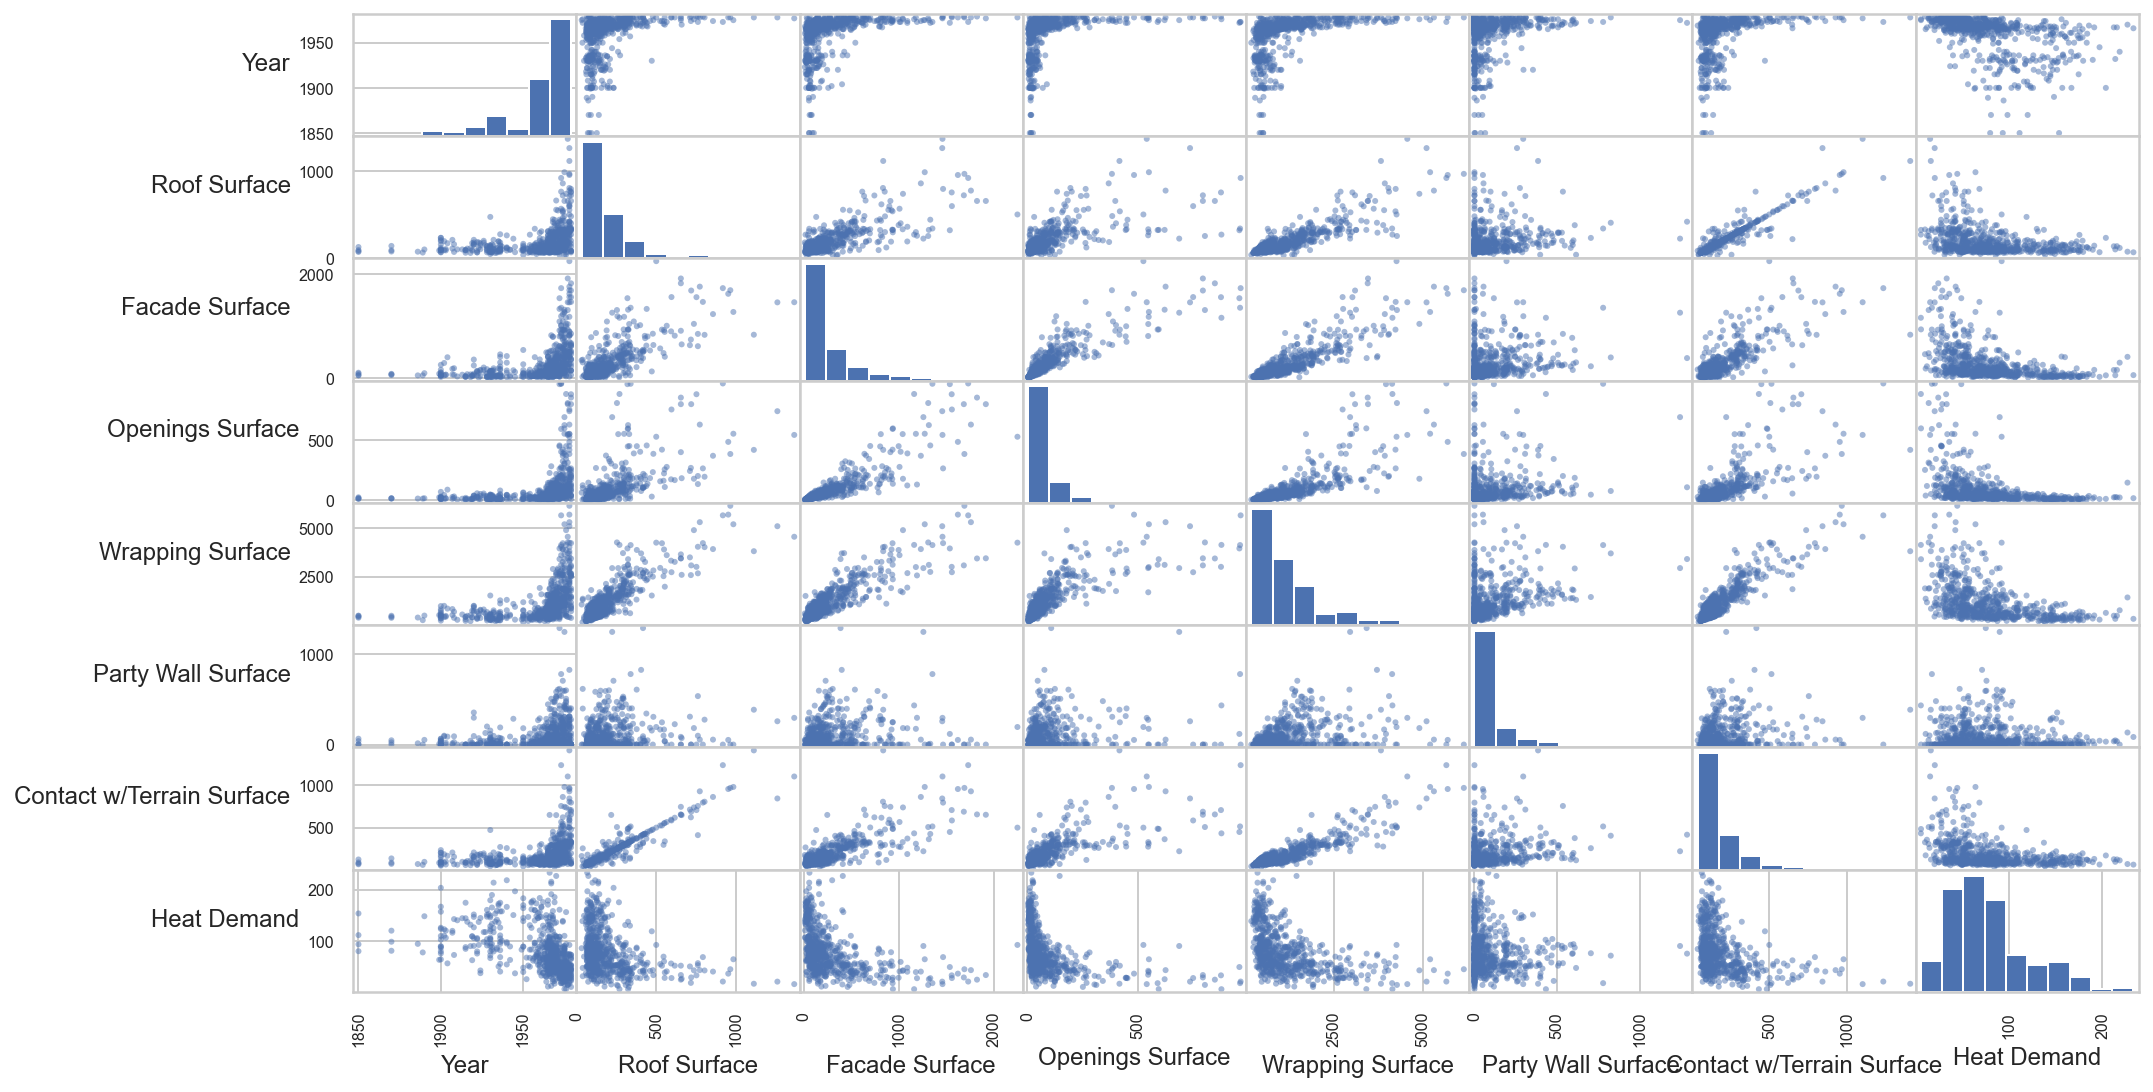 1950
Year
1900
1850
1000
Roof Surface
0
2000
Facade Surface
0
Openings Surface
500
0
5000
Wrapping Surface
2500
Party Wall Surface
1000
0
1000
Contact w/Terrain Surface
500
200
Heat Demand
100
1850 1900 1950 0 500 1000 0 1000 2000 0 500 2500 5000 0 500 1000 500 1000 100 200
Year Roof Surface Facade Surface Openings Surface Wrapping Surface Party Wall Surface Contact w/Terrain Surface Heat Demand